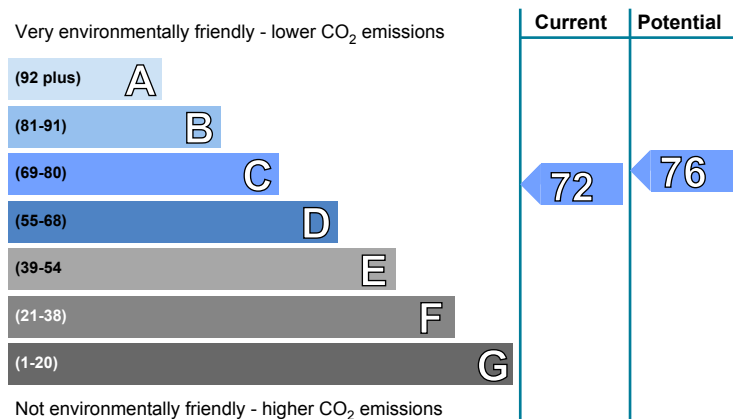 Very environmentally friendly - lower CO2 emissions
Current
Potential
(92 plus) A
(81-91) B
(69-80) C
(55-68) D
(39-54 E
(21-38) F
(1-20) G
72
76
Not environmentally friendly - higher CO2 emissions